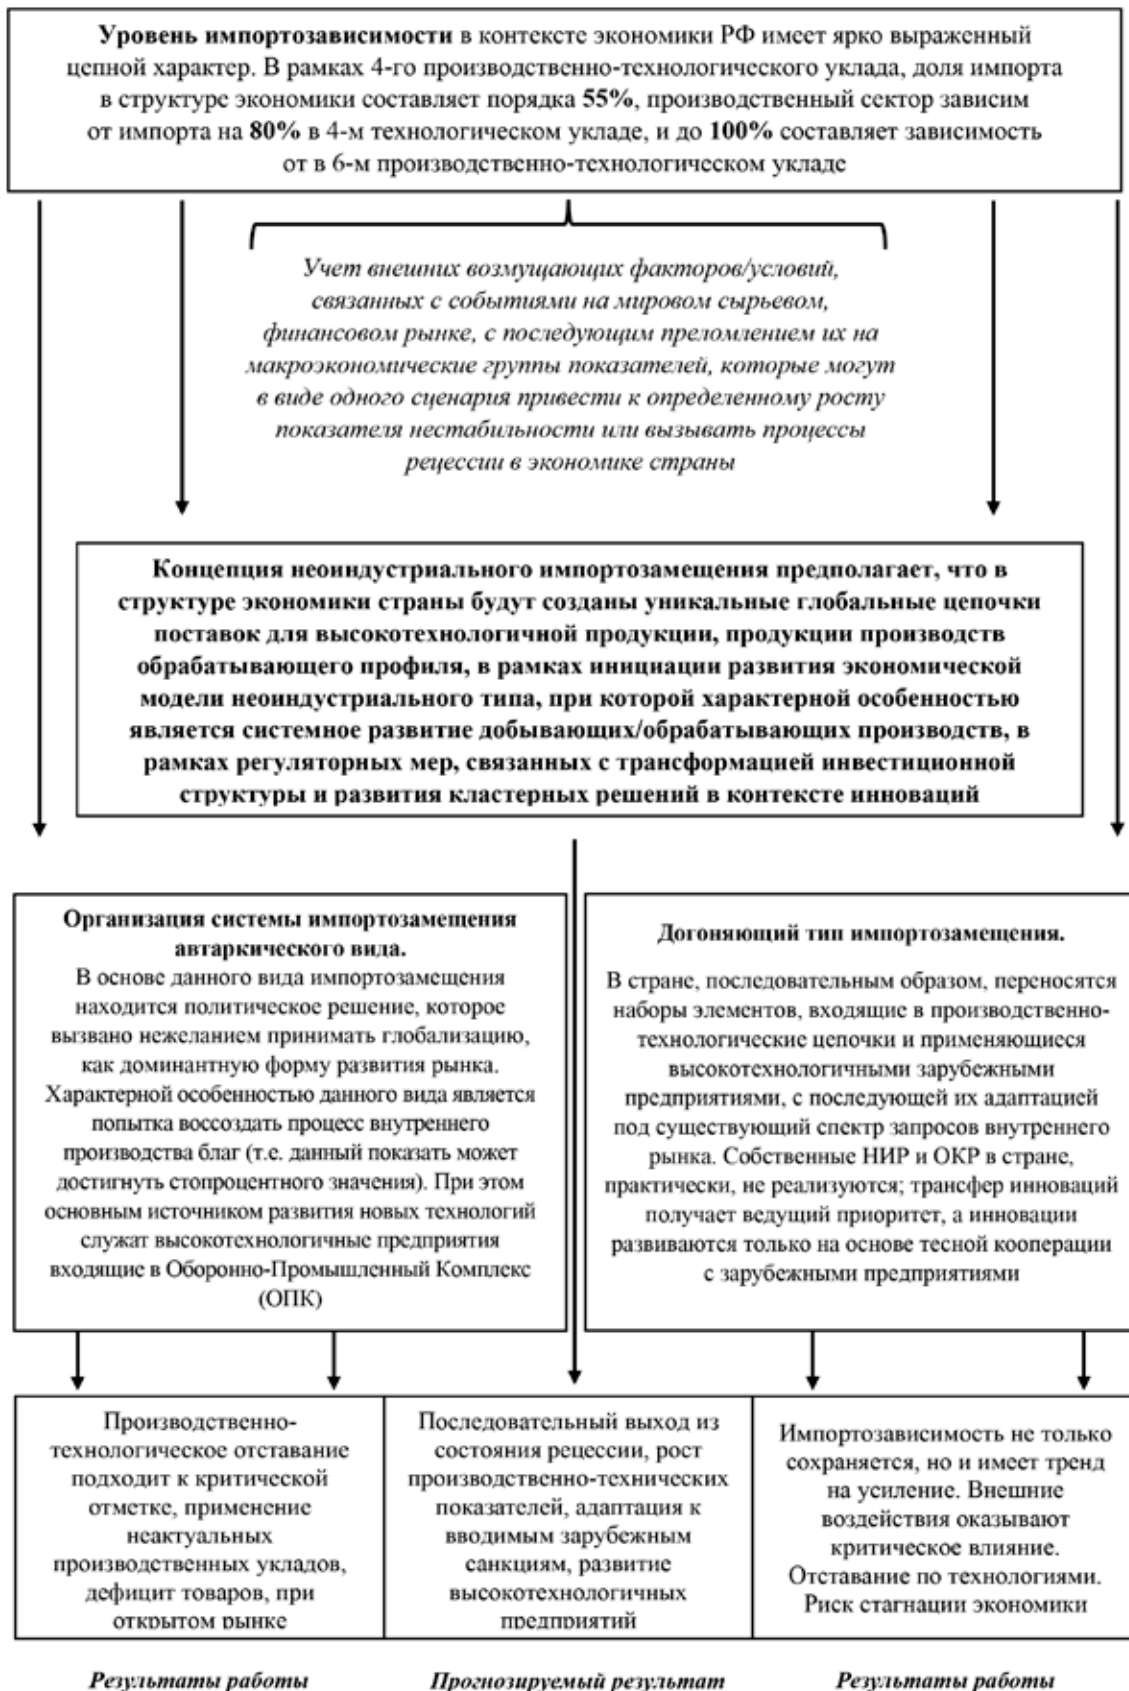 Уровень импортозависимости в контексте экономики РФ имеет ярко выраженный
цепной характер. В рамках 4-го производственно-технологического уклада, доля импорта
в структуре экономики составляет порядка 55%, производственный сектор зависим
от импорта на 80% в 4-м технологическом укладе, и до 100% составляет зависимость
от в 6-м производственно-технологическом укладе
Учет внешних возмущающих факторов/условий,
связанных с событиями на мировом сырьевом,
финансовом рынке, с последующим преломлением их на
макроэкономические группы показателей, которые могут
в виде одного сценария привести к определенному росту
показателя нестабильности или вызывать процессы
рецессии в экономике страны
Концепция неоиндустриального импортозамещения предполагает, что в
структуре экономики страны будут созданы уникальные глобальные цепочки
поставок для высокотехнологичной продукции, продукции производств
обрабатывающего профиля, в рамках инициации развития экономической
модели неоиндустриального типа, при которой характерной особенностью
является системное развитие добывающих/обрабатывающих производств, в
рамках регуляторных мер, связанных с трансформацией инвестиционной
структуры и развития кластерных решений в контексте инноваций
Организация системы импортозамещения
автаркического вида.
В основе данного вида импортозамещения
находится политическое решение, которое
вызвано нежеланием принимать глобализацию,
как доминантную форму развития рынка.
Характерной особенностью данного вида является
попытка воссоздать процесс внутреннего
производства благ (т.е. данный показать может
достигнуть стопроцентного значения). При этом
основным источником развития новых технологий
служат высокотехнологичные предприятия
входящие в Оборонно-Промышленный Комплекс
(ОПК)
Догоняющий тип импортозамещения.
В стране, последовательным образом, переносятся
наборы элементов, входящие в производственно-
технологические цепочки и применяющиеся
высокотехнологичными зарубежными
предприятиями, с последующей их адаптацией
под существующий спектр запросов внутреннего
рынка. Собственные НИР и ОКР в стране,
практически, не реализуются; трансфер инноваций
получает ведущий приоритет, а инновации
развиваются только на основе тесной кооперации
с зарубежными предприятиями
Производственно-
технологическое отставание
подходит к критической
отметке, применение
неактуальных
производственных укладов,
дефицит товаров, при
открытом рынке
Последовательный выход из
состояния рецессии, рост
производственно-технических
показателей, адаптация к
вводимым зарубежным
санкциям, развитие
высокотехнологичных
предприятий
Импортозависимость не только
сохраняется, но и имеет тренд
на усиление. Внешние
воздействия оказывают
критическое влияние.
Отставание по технологиями.
Риск стагнации экономики
Результаты работы
Прогнозируемый результат
Результаты работы